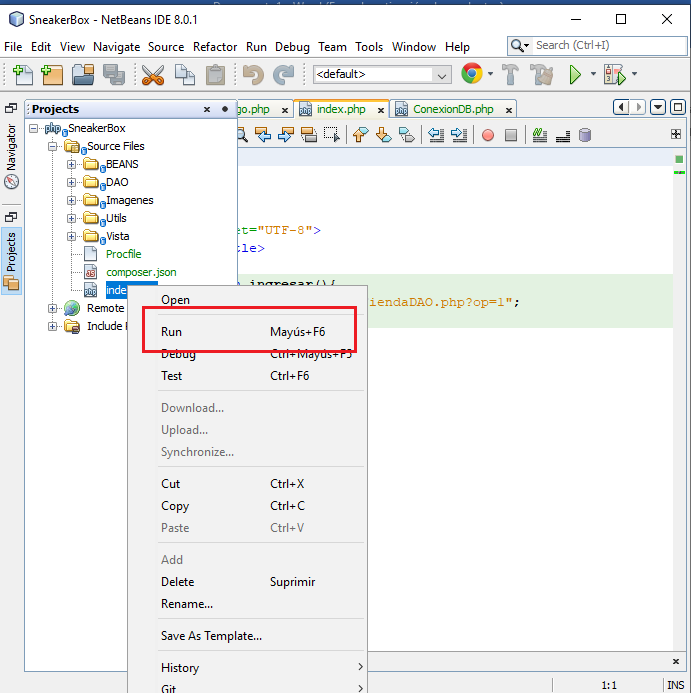 SneakerBox - NetBeans IDE 8.0.1
File Edit View Navigate Source Refactor Run Debug Team Tools Window Help
Search (Ctrl+I)
<default>
Projects
go.php
index.php
ConexionDB.php
Navigator
Projects
SneakerBox
Source Files
BEANS
DAO
Imagenes
Utils
Vista
Procfile
composer.json
inde
Remote
Include
et="UTF-8">
tle>
ingresar(){
iendaDAO.php?op=1";
Open
Run Mayús+F6
Debug Ctrl+Mayús+F5
Test Ctrl+F6
Download...
Upload...
Synchronize...
Cut Ctrl+X
Copy Ctrl+C
Paste Ctrl+V
Add
Delete Suprimir
Rename...
Save As Template...
History
Git
1:1 INS